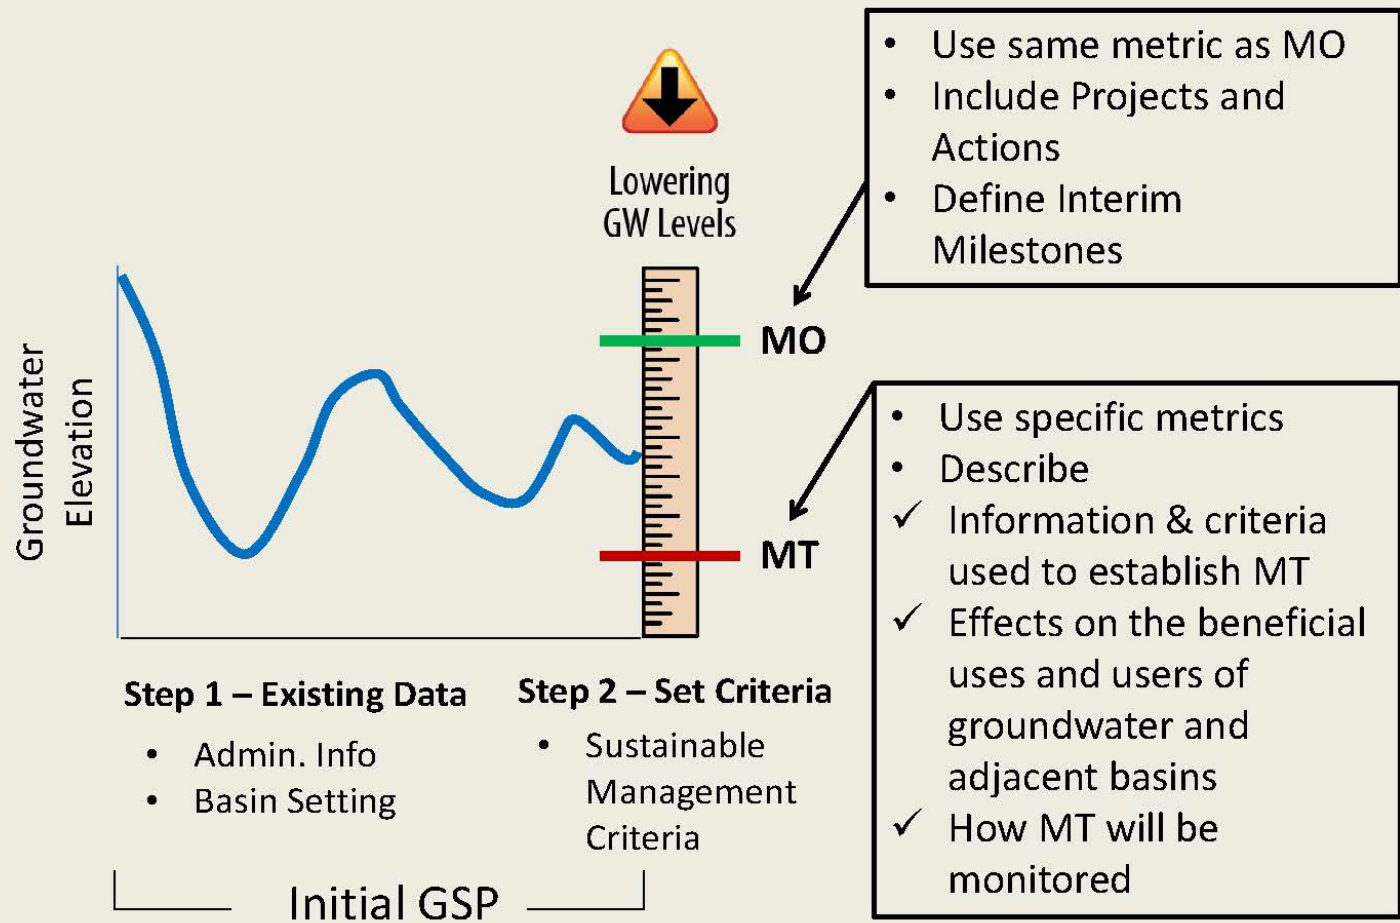 Lowering
GW Levels
Groundwater
Elevation
MO
MT
• Use same metric as MO
• Include Projects and
Actions
• Define Interim
Milestones
• Use specific metrics
• Describe
✓ Information & criteria
used to establish MT
✓ Effects on the beneficial
uses and users of
groundwater and
adjacent basins
✓ How MT will be
monitored
Step 1 – Existing Data
• Admin. Info
• Basin Setting
Step 2 – Set Criteria
• Sustainable
Management
Criteria
Initial GSP